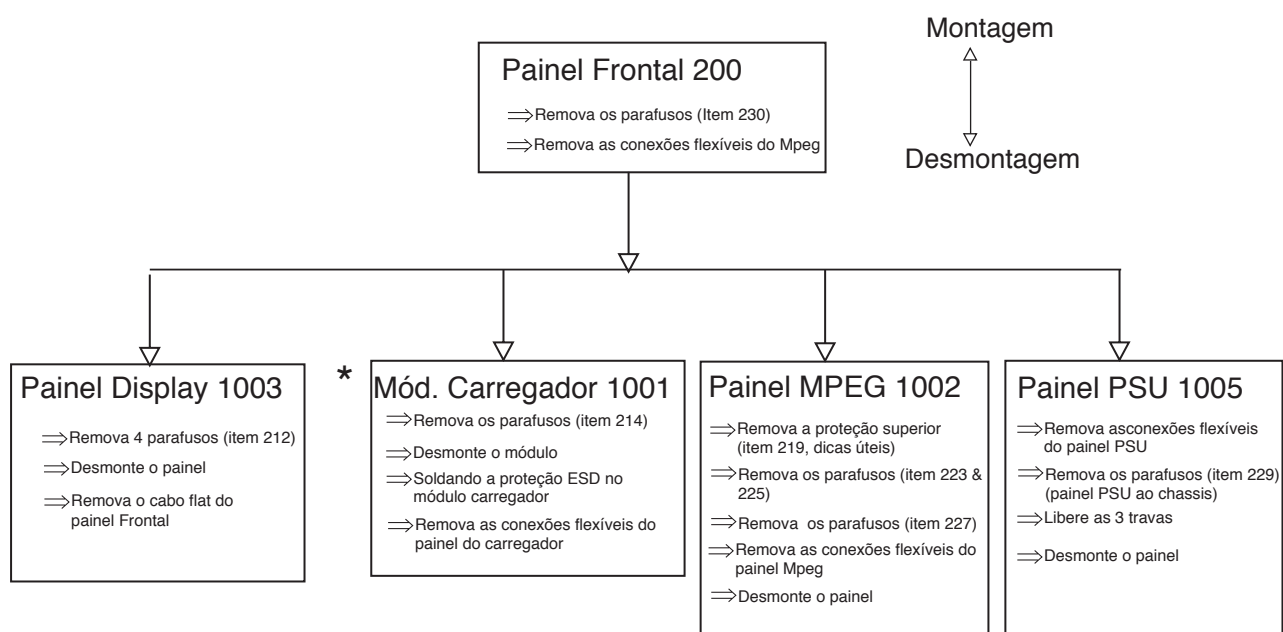 Montagem
Desmontagem
Painel Frontal 200
⇒Remova os parafusos (Item 230)
⇒Remova as conexões flexíveis do Mpeg
Painel Display 1003
⇒Remova 4 parafusos (item 212)
⇒Desmonte o painel
⇒Remova o cabo flat do
painel Frontal
*
Mód. Carregador 1001
⇒Remova os parafusos (item 214)
⇒Desmonte o módulo
⇒Soldando a proteção ESD no
módulo carregador
⇒Remova as conexões flexíveis do
painel do carregador
Painel MPEG 1002
⇒Remova a proteção superior
(item 219, dicas úteis)
⇒Remova os parafusos (item 223 &
225)
⇒Remova os parafusos (item 227)
⇒Remova as conexões flexíveis do
painel Mpeg
⇒Desmonte o painel
Painel PSU 1005
⇒Remova asconexões flexíveis
do painel PSU
⇒Remova os parafusos (item 229)
(painel PSU ao chassis)
⇒Libere as 3 travas
⇒Desmonte o painel